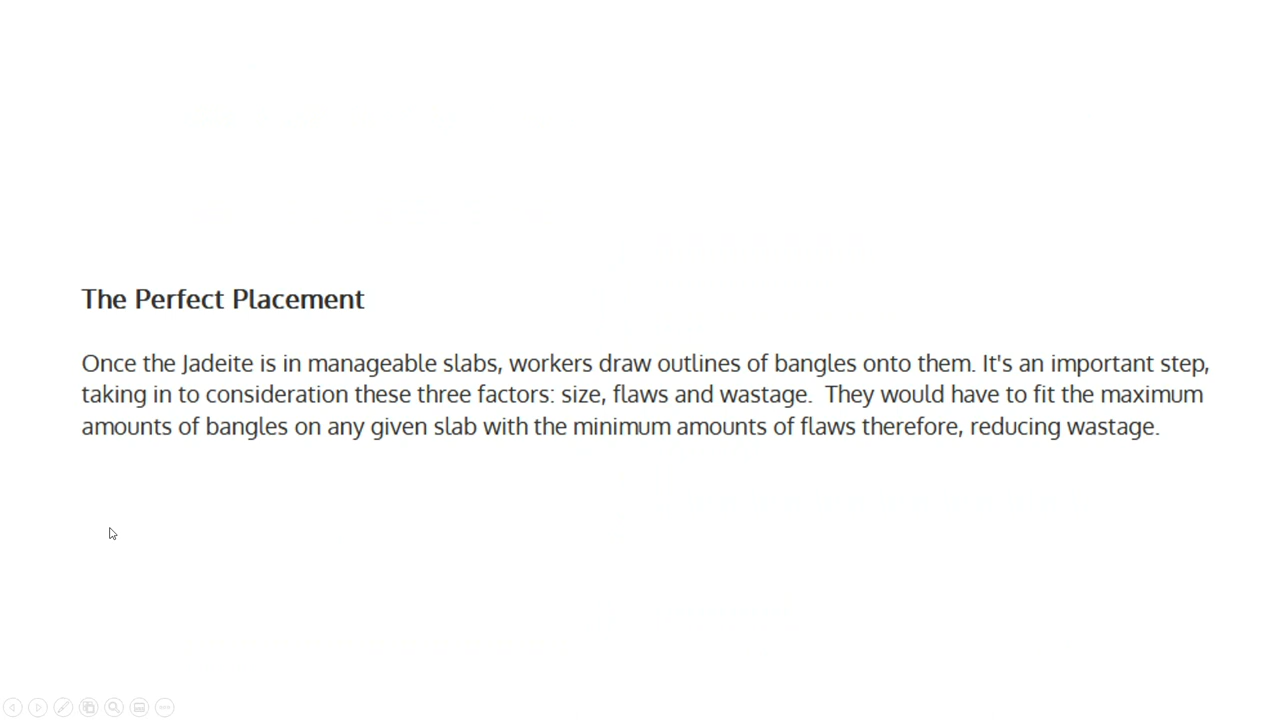 The Perfect Placement
Once the Jadeite is in manageable slabs, workers draw outlines of bangles onto them. It's an important step,
taking in to consideration these three factors: size, flaws and wastage.  They would have to fit the maximum
amounts of bangles on any given slab with the minimum amounts of flaws therefore, reducing wastage.